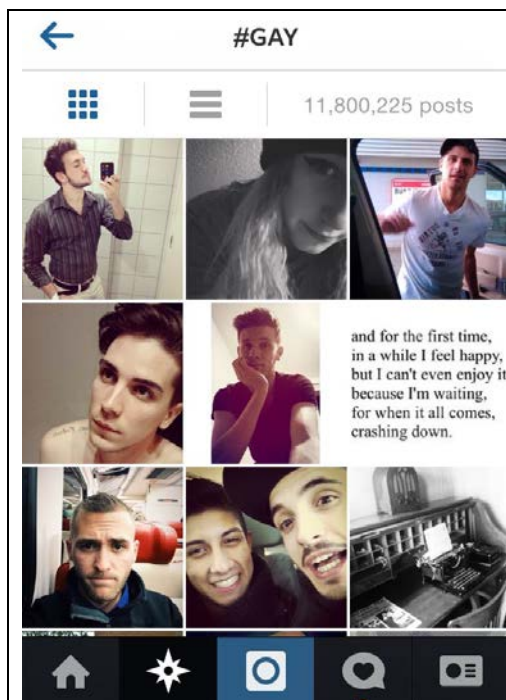 #GAY
11,800,225 posts
and for the first time,
in a while I feel happy,
but I can't even enjoy it
because I'm waiting,
for when it all comes,
crashing down.